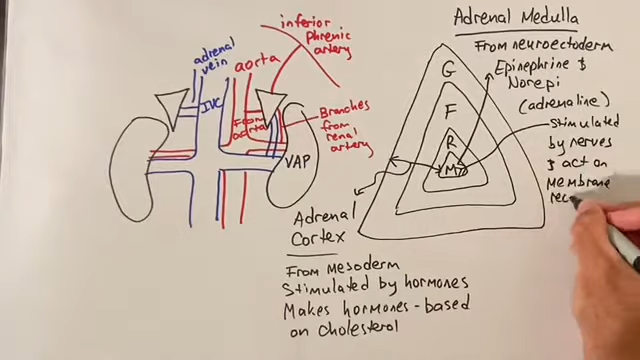 inferior
Phrenic
artery
adrenal
vein
aorta
IVC
From
aorta
Branches
from
renal
artery
VAP
Adrenal
Cortex
From Mesoderm
Stimulated by hormones
Makes hormones - based
on cholesterol
G
F
R
M
Adrenal Medulla
From neuroectoderm
Epinephrine &
Norepi
(adrenaline)
Stimulated
by nerves
& act on
membrane
rec